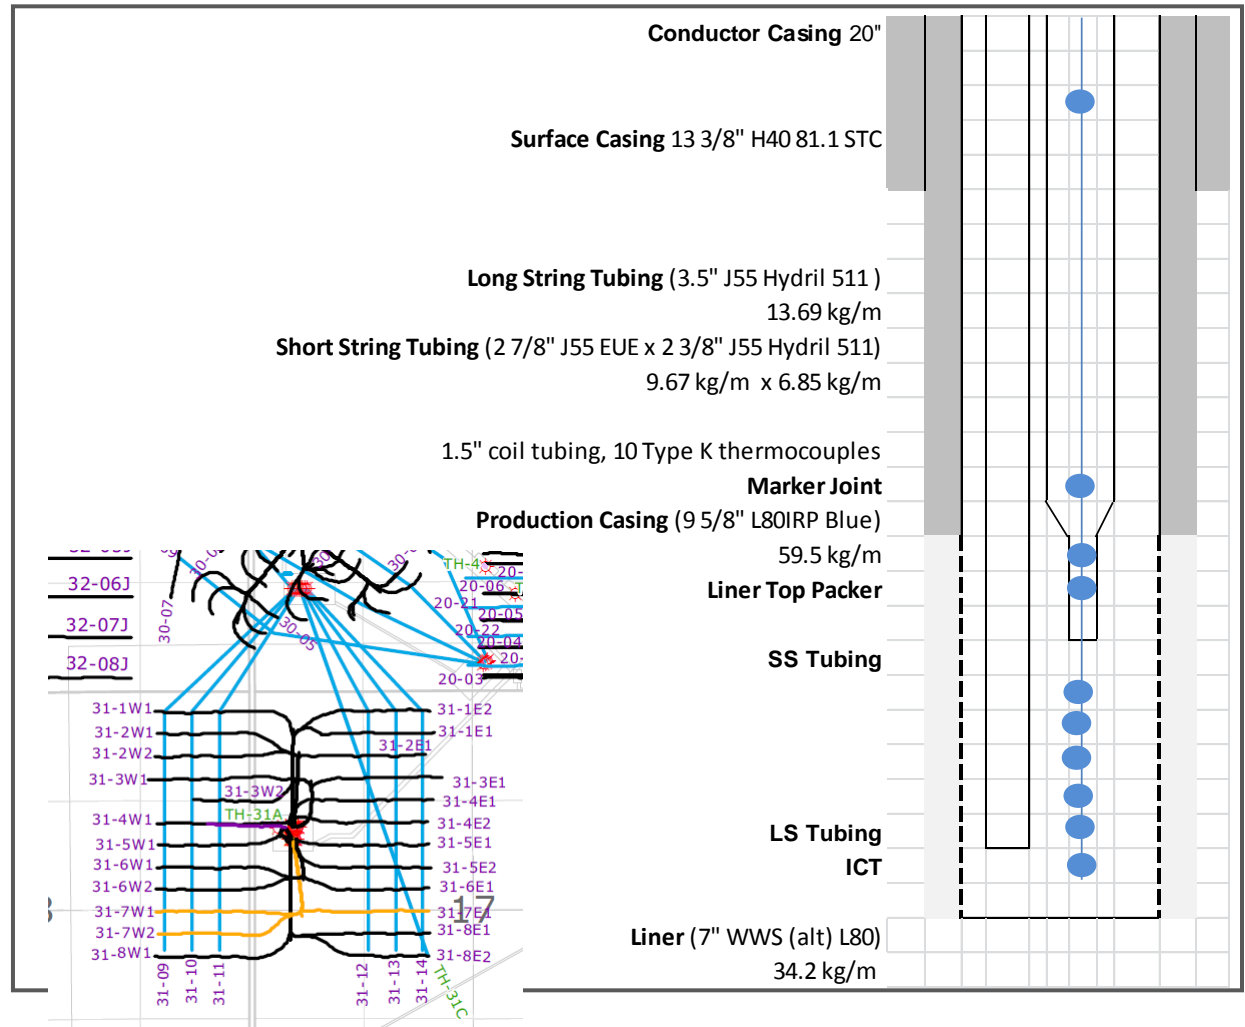 Conductor Casing 20"
Surface Casing 13 3/8" H40 81.1 STC
Long String Tubing (3.5" J55 Hydril 511 )
13.69 kg/m
Short String Tubing (2 7/8" J55 EUE x 2 3/8" J55 Hydril 511)
9.67 kg/m x 6.85 kg/m
1.5" coil tubing, 10 Type K thermocouples
Marker Joint
Production Casing (9 5/8" L80IRP Blue)
59.5 kg/m
Liner Top Packer
SS Tubing
LS Tubing
ICT
Liner (7" WWS (alt) L80)
34.2 kg/m
32-06J
32-07J
32-08J
30-07
30-05
TH-4
20-
20-06
20-21
20-05
20-22
20-04
20-
20-03
31-1W1
31-1E2
31-2W1
31-1E1
31-2W2
31-2E1
31-3W1
31-3E1
31-3W2
31-4E1
TH-31A
31-4W1
31-4E2
31-5W1
31-5E1
31-6W1
31-5E2
31-6W2
31-6E1
31-7W1
31-7E1
17
31-7W2
31-8E1
31-8W1
31-8E2
31-09
31-10
31-11
31-12
31-13
31-14
TH-31C